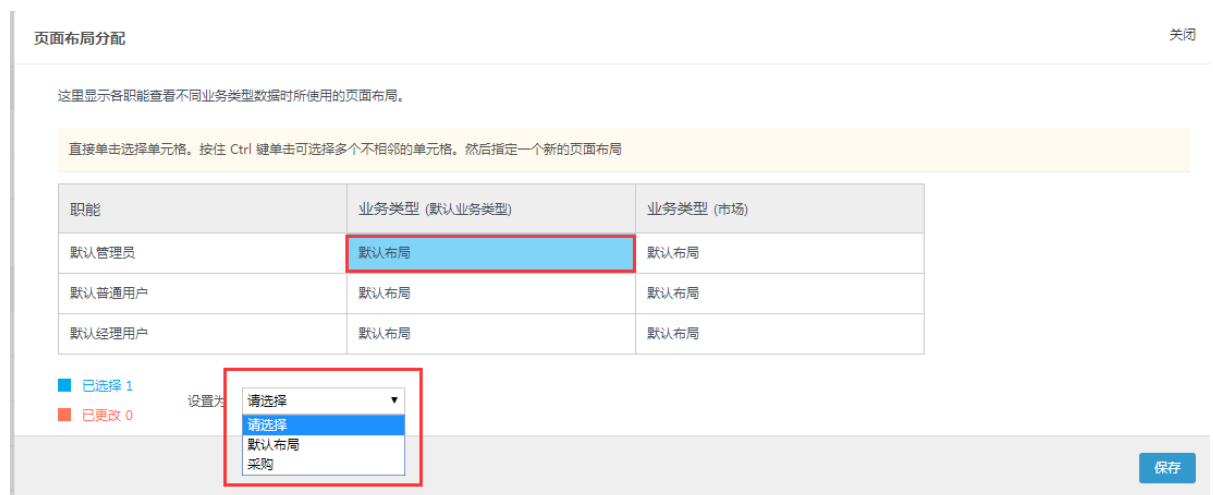 页面布局分配
关闭
这里显示各职能查看不同业务类型数据时所使用的页面布局。
直接单击选择单元格。按住 Ctrl 键单击可选择多个不相邻的单元格。然后指定一个新的页面布局
职能 业务类型 (默认业务类型) 业务类型 (市场)
默认管理员 默认布局 默认布局
默认普通用户 默认布局 默认布局
默认经理用户 默认布局 默认布局
已选择 1
设置为 请选择
已更改 0
请选择
默认布局
采购
保存